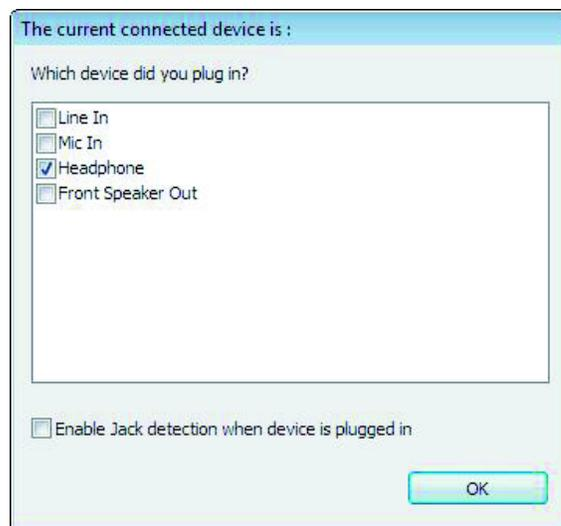 The current connected device is :
Which device did you plug in?
Line In
Mic In
Headphone
Front Speaker Out
Enable Jack detection when device is plugged in
OK